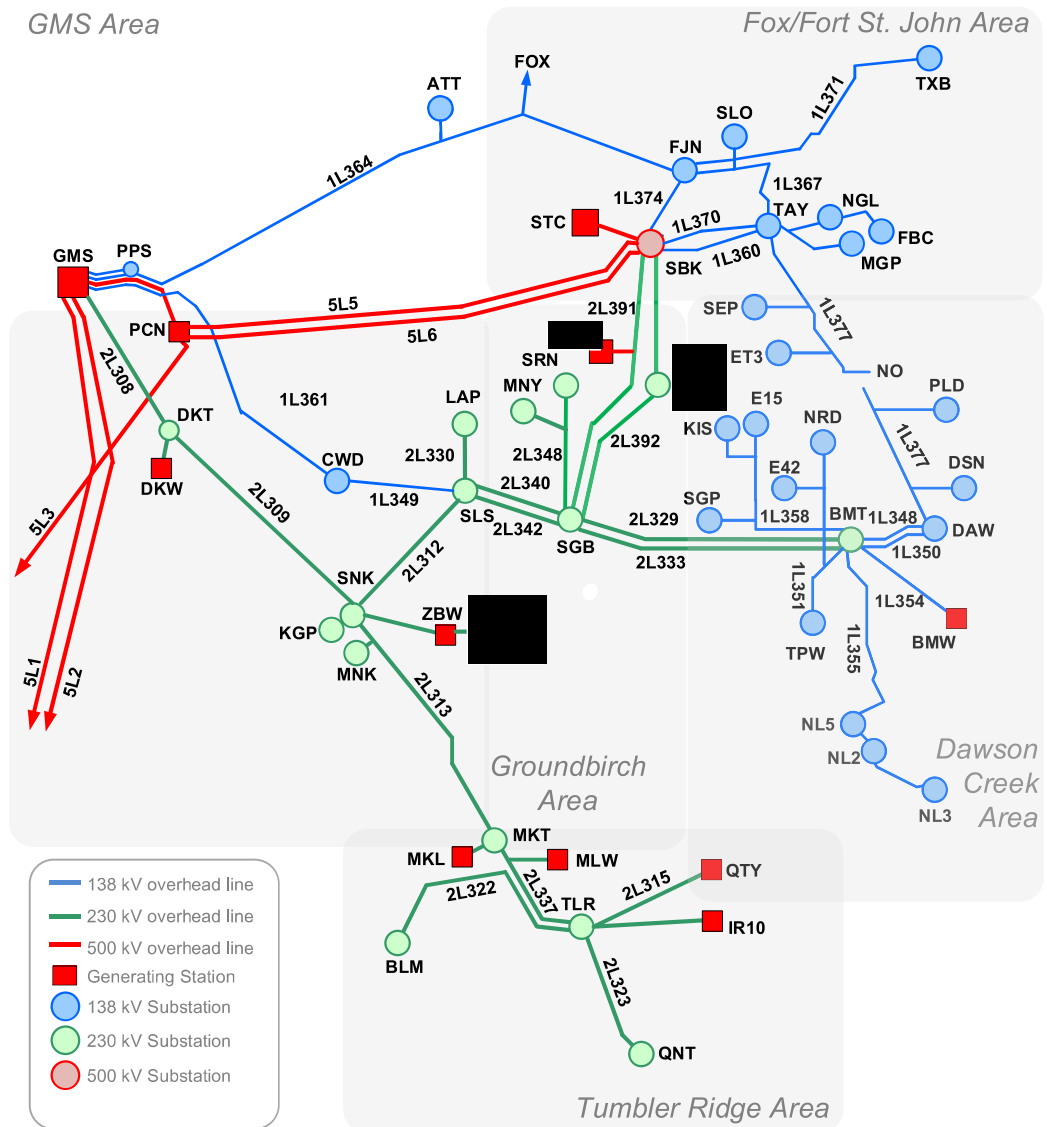 GMS Area
Fox/Fort St. John Area
FOX
TXB
ATT
1L371
SLO
FJN
1L364
1L367
1L374
NGL
STC
1L370
TAY
FBC
GMS
PPS
1L360
MGP
SBK
5L5
SEP
PCN
5L6
2L391
1L377
SRN
ET3
2L308
MNY
NO
PLD
LAP
E15
1L361
2L392
NRD
DKT
KIS
1L377
2L330
2L348
CWD
2L340
E42
DSN
DKW
SGP
1L349
SLS
2L342
2L329
1L358
BMT
1L348
DAW
5L3
2L309
SGB
2L333
1L350
2L312
SNK
1L351
1L354
ZBW
KGP
TPW
1L355
BMW
MNK
5L1
5L2
2L313
NL5
NL2
Dawson
Creek
Area
Groundbirch
Area
NL3
MKT
MKL
MLW
QTY
2L322
2L337
2L315
TLR
IR10
BLM
2L323
QNT
Tumbler Ridge Area
138 kV overhead line
230 kV overhead line
500 kV overhead line
Generating Station
138 kV Substation
230 kV Substation
500 kV Substation